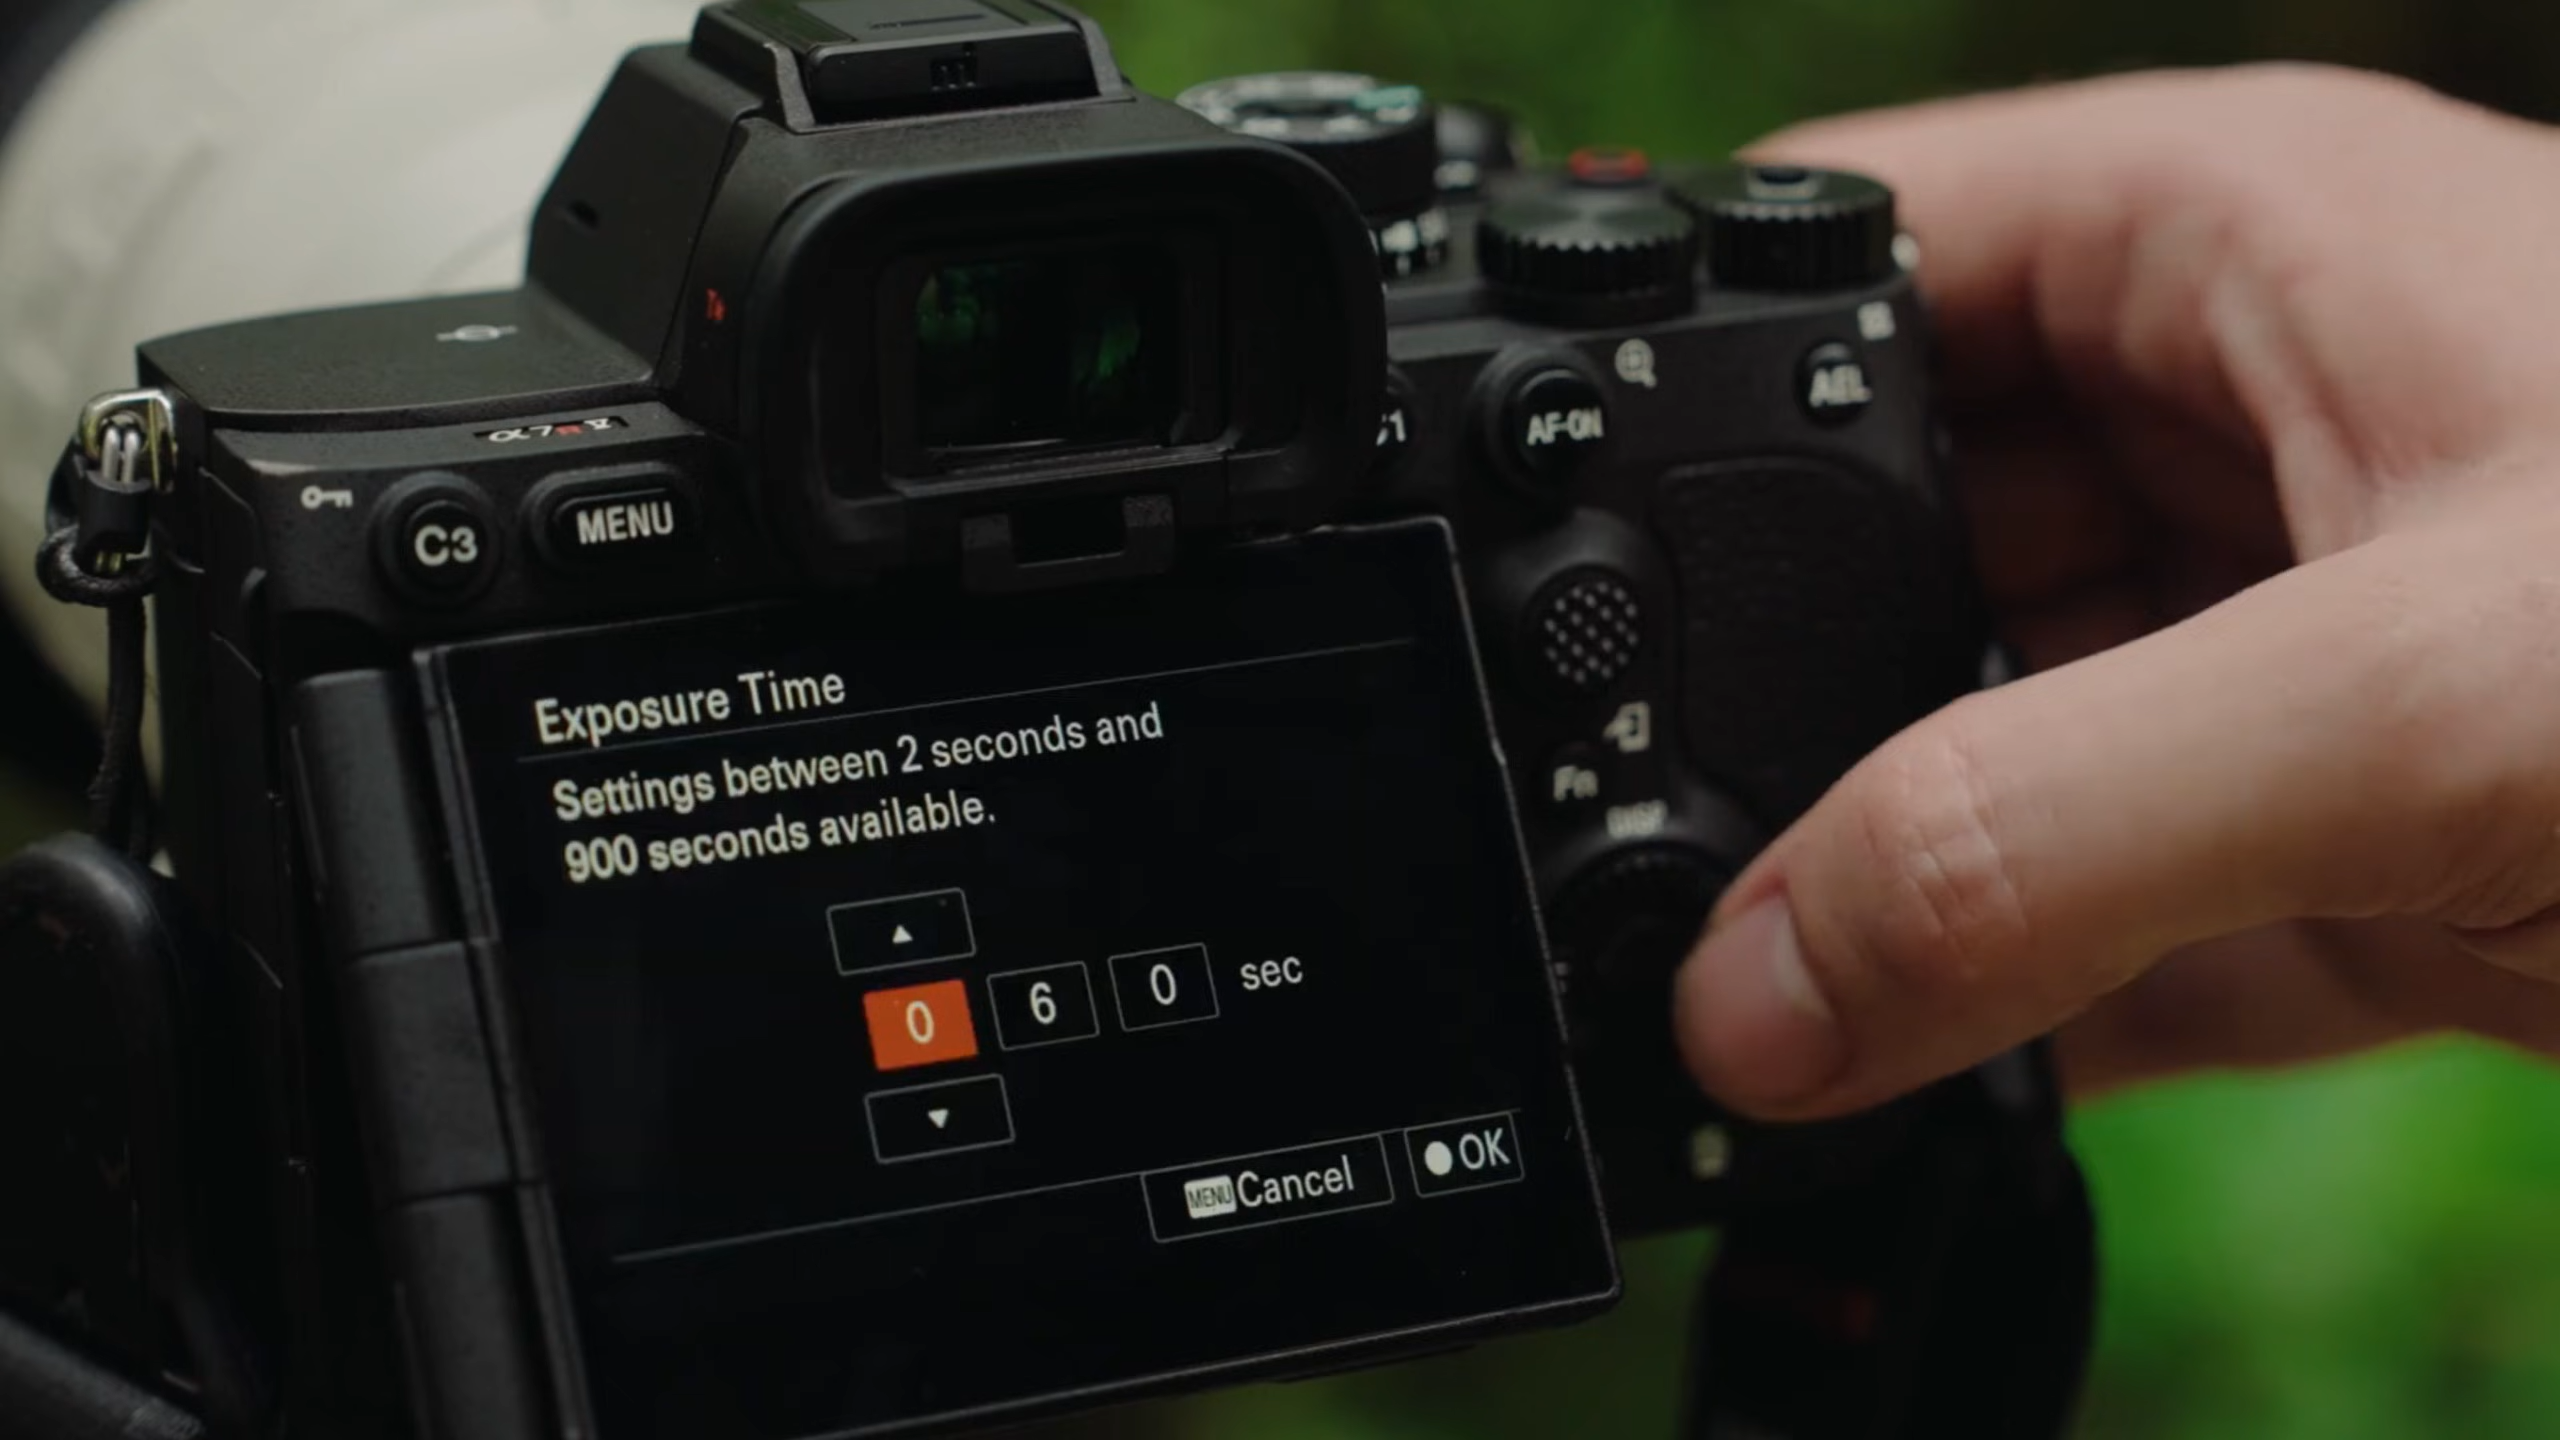 α7R V
C3
MENU
AF-ON
AEL
Fn
DISP
Exposure Time
Settings between 2 seconds and
900 seconds available.
0 6 0 sec
MENU Cancel
OK